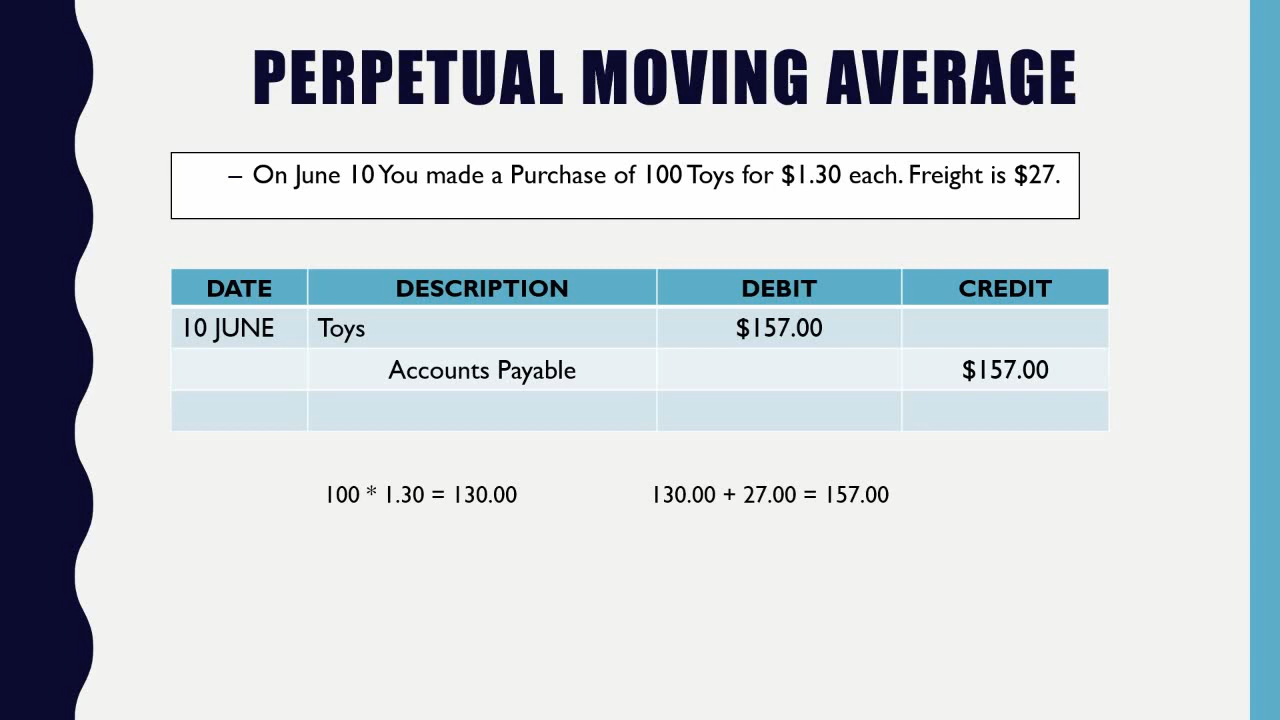 PERPETUAL MOVING AVERAGE
– On June 10 You made a Purchase of 100 Toys for $1.30 each. Freight is $27.
DATE DESCRIPTION DEBIT CREDIT
10 JUNE Toys $157.00
Accounts Payable $157.00
100 * 1.30 = 130.00 130.00 + 27.00 = 157.00